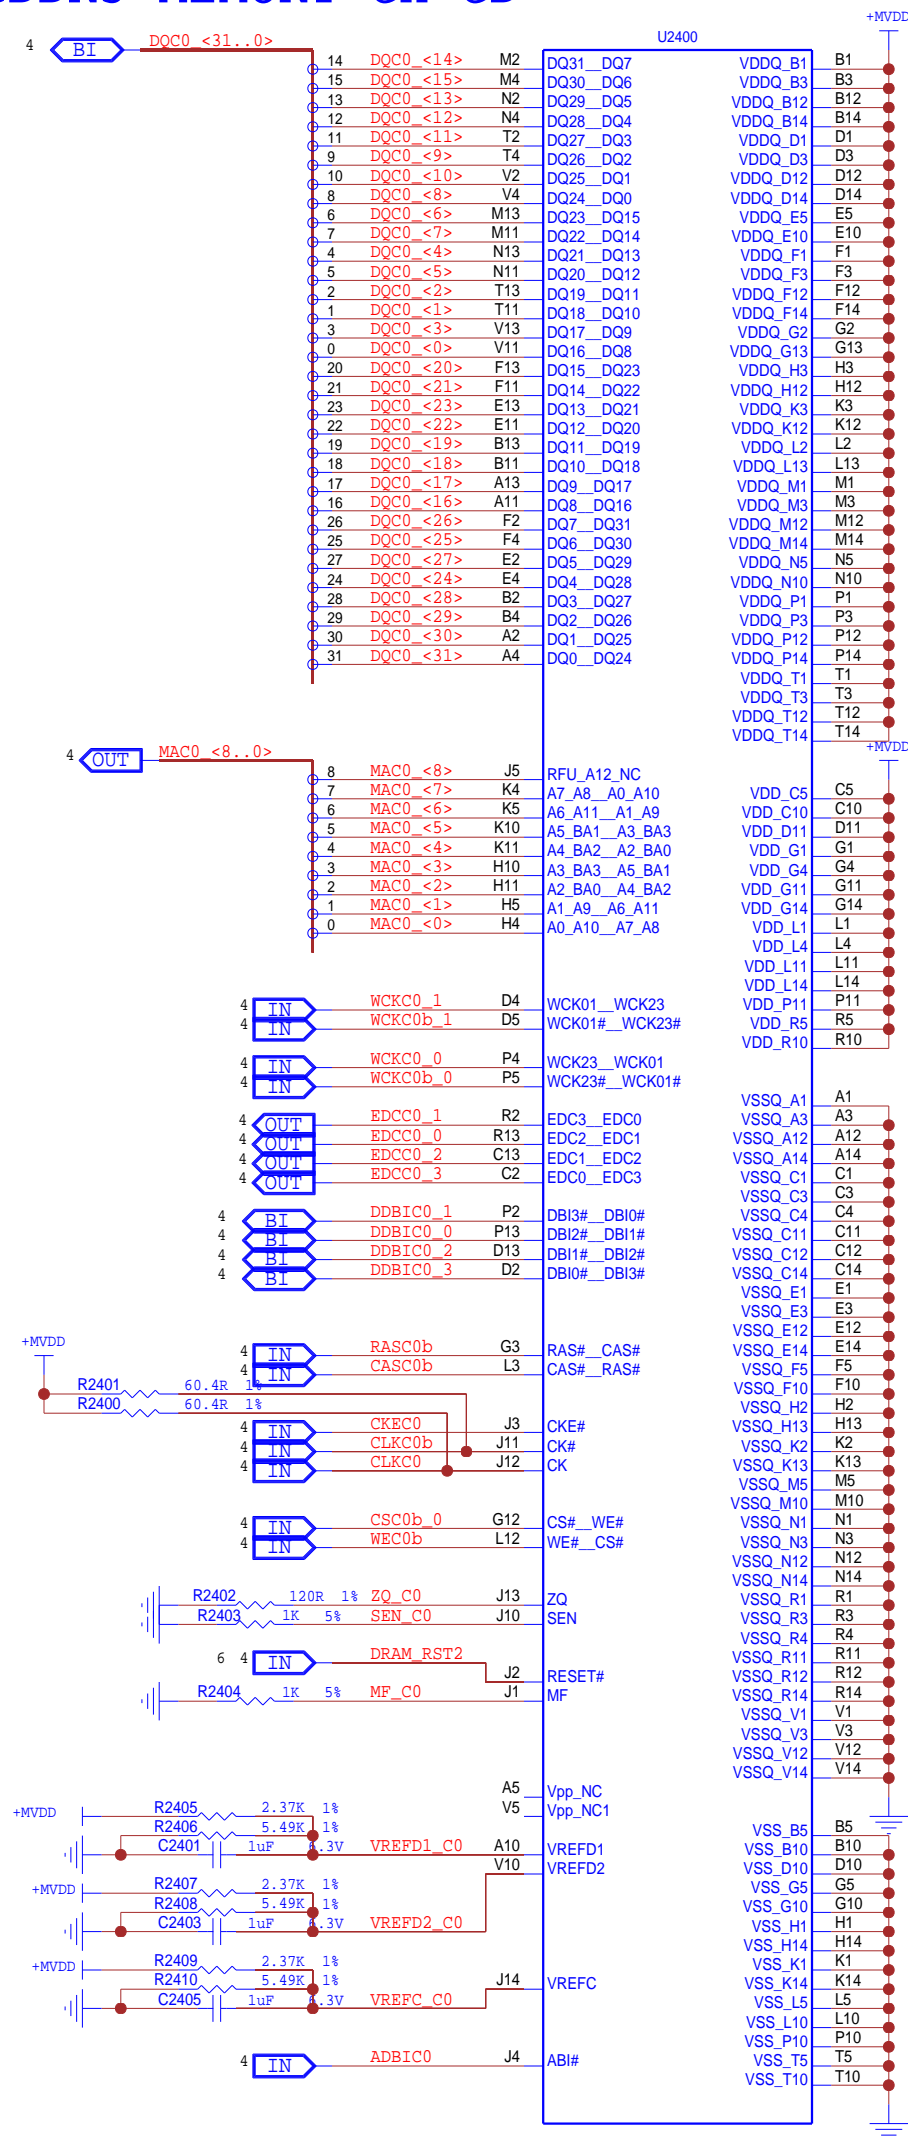 U2400
+MVDD
4 BI DQC0_<31..0>
14 DQC0_<14> M2 DQ31__DQ7 VDDQ_B1 B1
15 DQC0_<15> M4 DQ30__DQ6 VDDQ_B3 B3
13 DQC0_<13> N2 DQ29__DQ5 VDDQ_B12 B12
12 DQC0_<12> N4 DQ28__DQ4 VDDQ_B14 B14
11 DQC0_<11> T2 DQ27__DQ3 VDDQ_D1 D1
9 DQC0_<9> T4 DQ26__DQ2 VDDQ_D3 D3
10 DQC0_<10> V2 DQ25__DQ1 VDDQ_D12 D12
8 DQC0_<8> V4 DQ24__DQ0 VDDQ_D14 D14
6 DQC0_<6> M13 DQ23__DQ15 VDDQ_E5 E5
7 DQC0_<7> M11 DQ22__DQ14 VDDQ_E10 E10
4 DQC0_<4> N13 DQ21__DQ13 VDDQ_F1 F1
5 DQC0_<5> N11 DQ20__DQ12 VDDQ_F3 F3
2 DQC0_<2> T13 DQ19__DQ11 VDDQ_F12 F12
1 DQC0_<1> T11 DQ18__DQ10 VDDQ_F14 F14
3 DQC0_<3> V13 DQ17__DQ9 VDDQ_G2 G2
0 DQC0_<0> V11 DQ16__DQ8 VDDQ_G13 G13
20 DQC0_<20> F13 DQ15__DQ23 VDDQ_H3 H3
21 DQC0_<21> F11 DQ14__DQ22 VDDQ_H12 H12
23 DQC0_<23> E13 DQ13__DQ21 VDDQ_K3 K3
22 DQC0_<22> E11 DQ12__DQ20 VDDQ_K12 K12
19 DQC0_<19> B13 DQ11__DQ19 VDDQ_L2 L2
18 DQC0_<18> B11 DQ10__DQ18 VDDQ_L13 L13
17 DQC0_<17> A13 DQ9__DQ17 VDDQ_M1 M1
16 DQC0_<16> A11 DQ8__DQ16 VDDQ_M3 M3
26 DQC0_<26> F2 DQ7__DQ31 VDDQ_M12 M12
25 DQC0_<25> F4 DQ6__DQ30 VDDQ_M14 M14
27 DQC0_<27> E2 DQ5__DQ29 VDDQ_N5 N5
24 DQC0_<24> E4 DQ4__DQ28 VDDQ_N10 N10
28 DQC0_<28> B2 DQ3__DQ27 VDDQ_P1 P1
29 DQC0_<29> B4 DQ2__DQ26 VDDQ_P3 P3
30 DQC0_<30> A2 DQ1__DQ25 VDDQ_P12 P12
31 DQC0_<31> A4 DQ0__DQ24 VDDQ_P14 P14
VDDQ_T1 T1
VDDQ_T3 T3
VDDQ_T12 T12
VDDQ_T14 T14
+MVDD
4 OUT MAC0_<8..0>
8 MAC0_<8> J5 RFU_A12_NC
7 MAC0_<7> K4 A7_A8__A0_A10 VDD_C5 C5
6 MAC0_<6> K5 A6_A11__A1_A9 VDD_C10 C10
5 MAC0_<5> K10 A5_BA1__A3_BA3 VDD_D11 D11
4 MAC0_<4> K11 A4_BA2__A2_BA0 VDD_G1 G1
3 MAC0_<3> H10 A3_BA3__A5_BA1 VDD_G4 G4
2 MAC0_<2> H11 A2_BA0__A4_BA2 VDD_G11 G11
1 MAC0_<1> H5 A1_A9__A6_A11 VDD_G14 G14
0 MAC0_<0> H4 A0_A10__A7_A8 VDD_L1 L1
VDD_L4 L4
VDD_L11 L11
VDD_L14 L14
4 IN WCKC0_1 D4 WCK01__WCK23 VDD_P11 P11
4 IN WCKC0b_1 D5 WCK01#__WCK23# VDD_R5 R5
VDD_R10 R10
4 IN WCKC0_0 P4 WCK23__WCK01
4 IN WCKC0b_0 P5 WCK23#__WCK01#
VSSQ_A1 A1
4 OUT EDCC0_1 R2 EDC3__EDC0 VSSQ_A3 A3
4 OUT EDCC0_0 R13 EDC2__EDC1 VSSQ_A12 A12
4 OUT EDCC0_2 C13 EDC1__EDC2 VSSQ_A14 A14
4 OUT EDCC0_3 C2 EDC0__EDC3 VSSQ_C1 C1
VSSQ_C3 C3
4 BI DDBIC0_1 P2 DBI3#__DBI0# VSSQ_C4 C4
4 BI DDBIC0_0 P13 DBI2#__DBI1# VSSQ_C11 C11
4 BI DDBIC0_2 D13 DBI1#__DBI2# VSSQ_C12 C12
4 BI DDBIC0_3 D2 DBI0#__DBI3# VSSQ_C14 C14
VSSQ_E1 E1
VSSQ_E3 E3
VSSQ_E12 E12
+MVDD
4 IN RASC0b G3 RAS#__CAS# VSSQ_E14 E14
4 IN CASC0b L3 CAS#__RAS# VSSQ_F5 F5
R2401 60.4R 1% VSSQ_F10 F10
R2400 60.4R 1% VSSQ_H2 H2
4 IN CKEC0 J3 CKE# VSSQ_H13 H13
4 IN CLKC0b J11 CK# VSSQ_K2 K2
4 IN CLKC0 J12 CK VSSQ_K13 K13
VSSQ_M5 M5
VSSQ_M10 M10
4 IN CSC0b_0 G12 CS#__WE# VSSQ_N1 N1
4 IN WEC0b L12 WE#__CS# VSSQ_N3 N3
VSSQ_N12 N12
VSSQ_N14 N14
R2402 120R 1% ZQ_C0 J13 ZQ VSSQ_R1 R1
R2403 1K 5% SEN_C0 J10 SEN VSSQ_R3 R3
VSSQ_R4 R4
6 4 IN DRAM_RST2 VSSQ_R11 R11
J2 RESET# VSSQ_R12 R12
R2404 1K 5% MF_C0 J1 MF VSSQ_R14 R14
VSSQ_V1 V1
VSSQ_V3 V3
VSSQ_V12 V12
VSSQ_V14 V14
A5 Vpp_NC
+MVDD R2405 2.37K 1% V5 Vpp_NC1
R2406 5.49K 1% VSS_B5 B5
C2401 1uF 6.3V VREFD1_C0 A10 VREFD1 VSS_B10 B10
V10 VREFD2 VSS_D10 D10
+MVDD R2407 2.37K 1% VSS_G5 G5
R2408 5.49K 1% VSS_G10 G10
C2403 1uF 6.3V VREFD2_C0 VSS_H1 H1
VSS_H14 H14
+MVDD R2409 2.37K 1% VSS_K1 K1
R2410 5.49K 1% J14 VREFC VSS_K14 K14
C2405 1uF 6.3V VREFC_C0 VSS_L5 L5
VSS_L10 L10
VSS_P10 P10
4 IN ADBIC0 J4 ABI# VSS_T5 T5
VSS_T10 T10